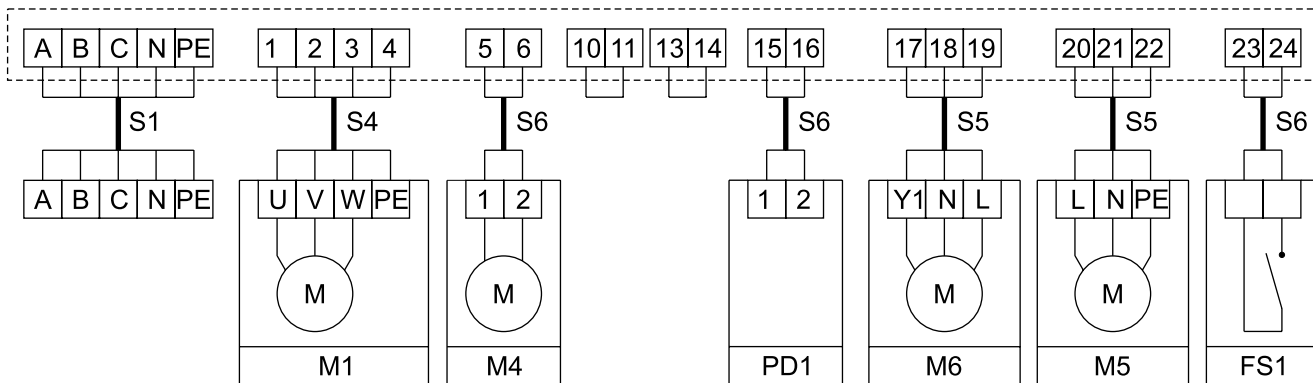 A B C N PE 1 2 3 4 5 6 10 11 13 14 15 16 17 18 19 20 21 22 23 24
S1 S4 S6 S6 S5 S5 S6
A B C N PE U V W PE 1 2 1 2 Y1 N L L N PE
M M M M
M1 M4 PD1 M6 M5 FS1